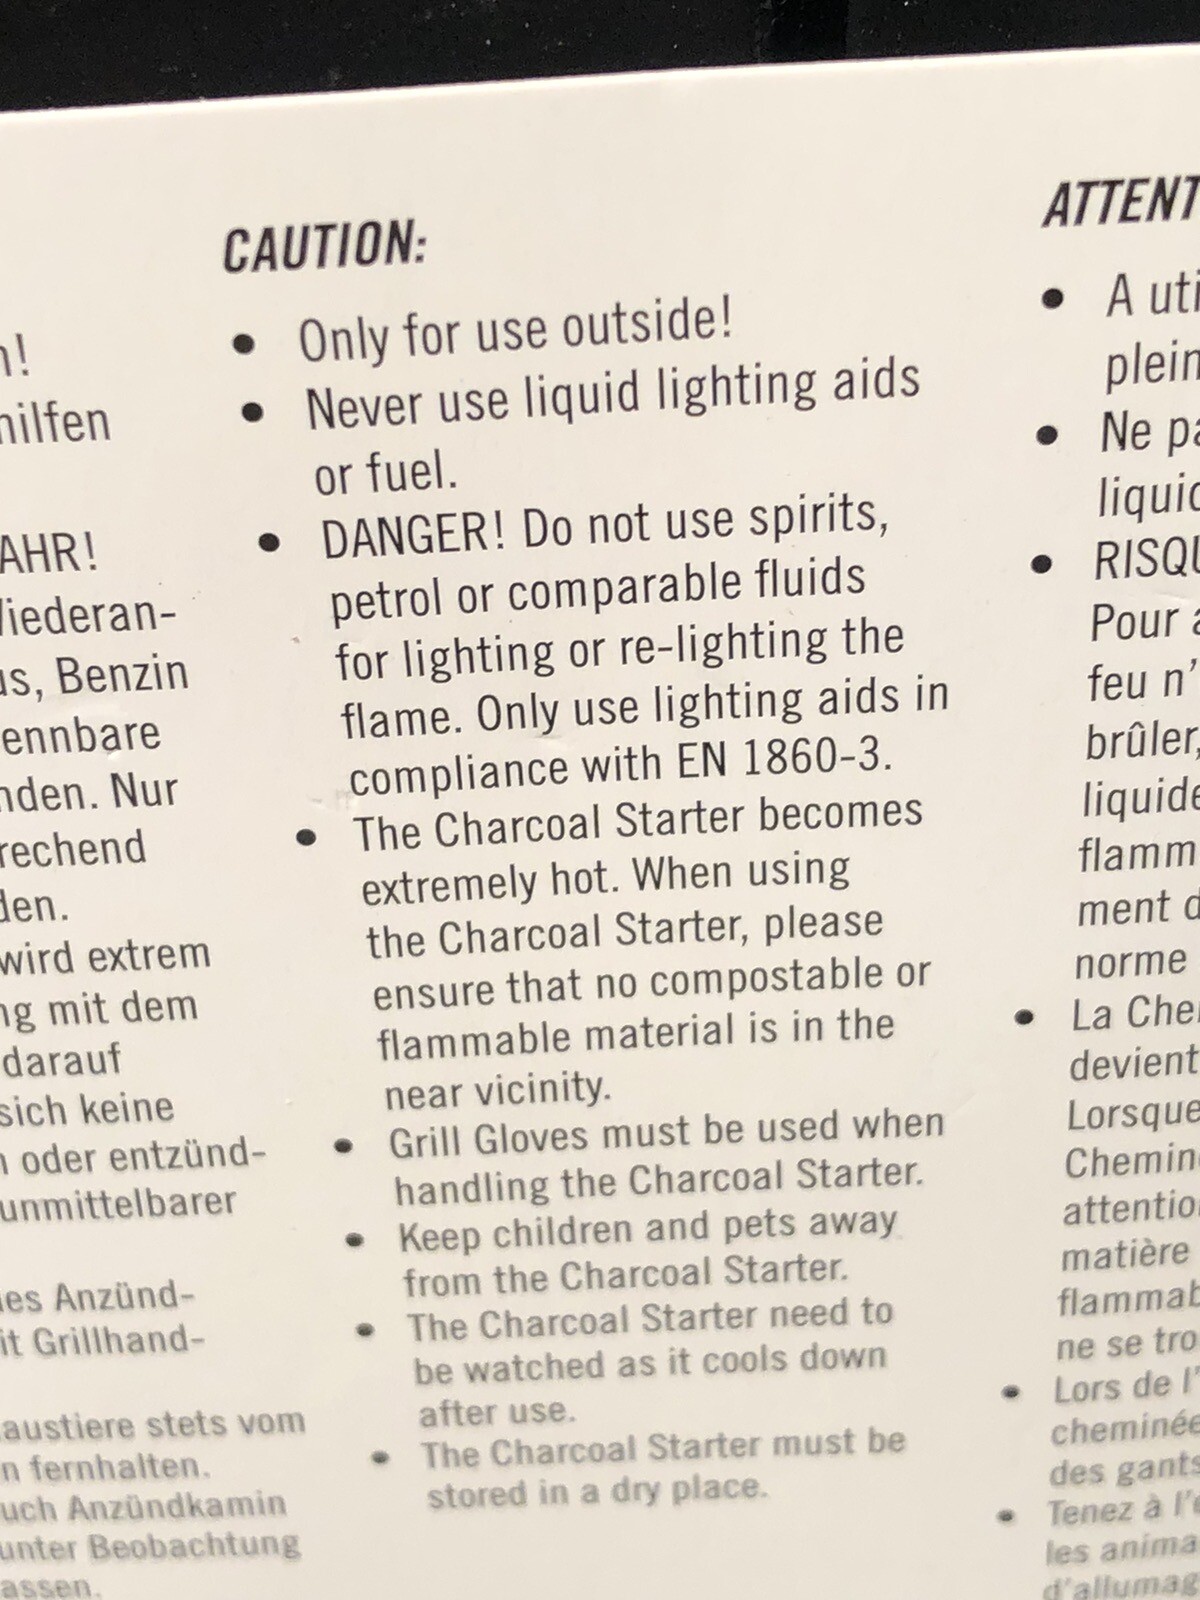 n!
hilfen
AHR!
Viederan-
us, Benzin
ennbare
nden. Nur
rechend
den.
wird extrem
ng mit dem
darauf
sich keine
n oder entzünd-
unmittelbarer
nes Anzünd-
it Grillhand-
austiere stets vom
n fernhalten.
uch Anzündkamin
unter Beobachtung
assen.
CAUTION:
• Only for use outside!
• Never use liquid lighting aids
or fuel.
• DANGER! Do not use spirits,
petrol or comparable fluids
for lighting or re-lighting the
flame. Only use lighting aids in
compliance with EN 1860-3.
• The Charcoal Starter becomes
extremely hot. When using
the Charcoal Starter, please
ensure that no compostable or
flammable material is in the
near vicinity.
• Grill Gloves must be used when
handling the Charcoal Starter.
• Keep children and pets away
from the Charcoal Starter.
• The Charcoal Starter need to
be watched as it cools down
after use.
• The Charcoal Starter must be
stored in a dry place.
ATTENT
• A uti
plein
• Ne pa
liquid
• RISQU
Pour a
feu n'
brûler,
liquide
flamm
ment d
norme
• La Che
devient
Lorsque
Chemin
attentio
matière
flammab
ne se tro
• Lors de l'
cheminée
des gants
• Tenez à l'e
les anima
d'allumag